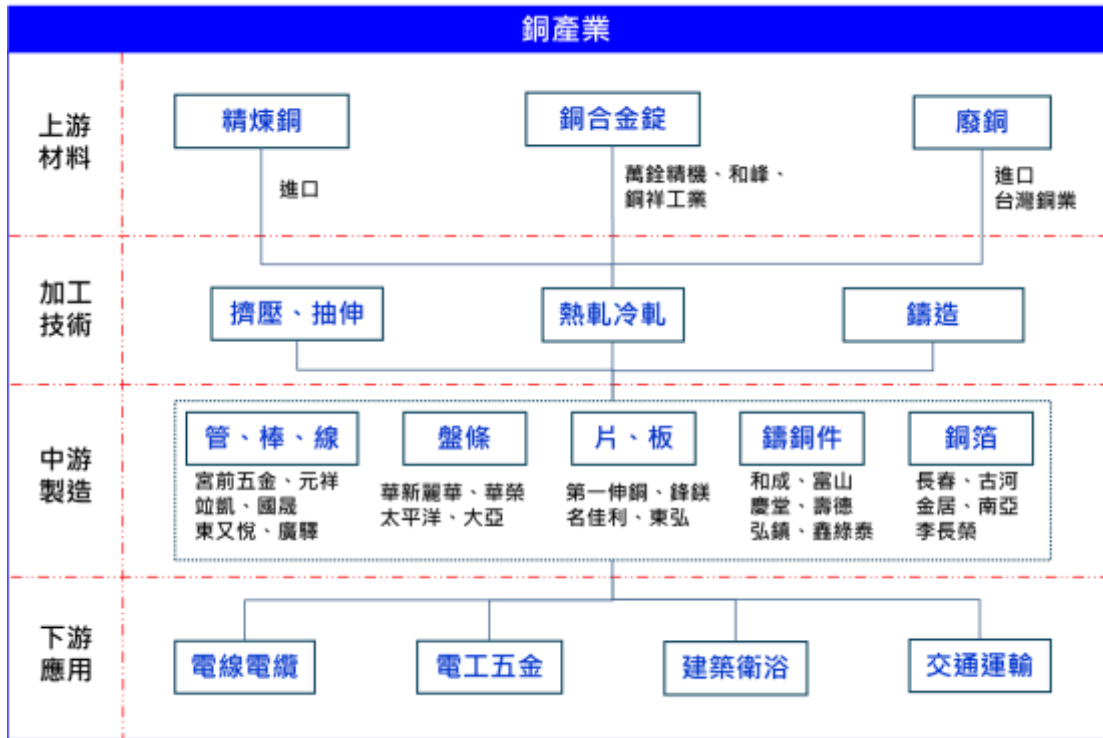 銅產業
上游
材料
精煉銅
銅合金錠
廢銅
進口
萬銓精機、和峰、
銅祥工業
進口
台灣銅業
加工
技術
擠壓、抽伸
熱軋冷軋
鑄造
中游
製造
管、棒、線
盤條
片、板
鑄銅件
銅箔
宮前五金、元祥
竝凱、國晟
東又悅、廣驛
華新麗華、華榮
太平洋、大亞
第一伸銅、鋒鎂
名佳利、東弘
和成、富山
慶堂、壽德
弘鎮、鑫綠泰
長春、古河
金居、南亞
李長榮
下游
應用
電線電纜
電工五金
建築衛浴
交通運輸